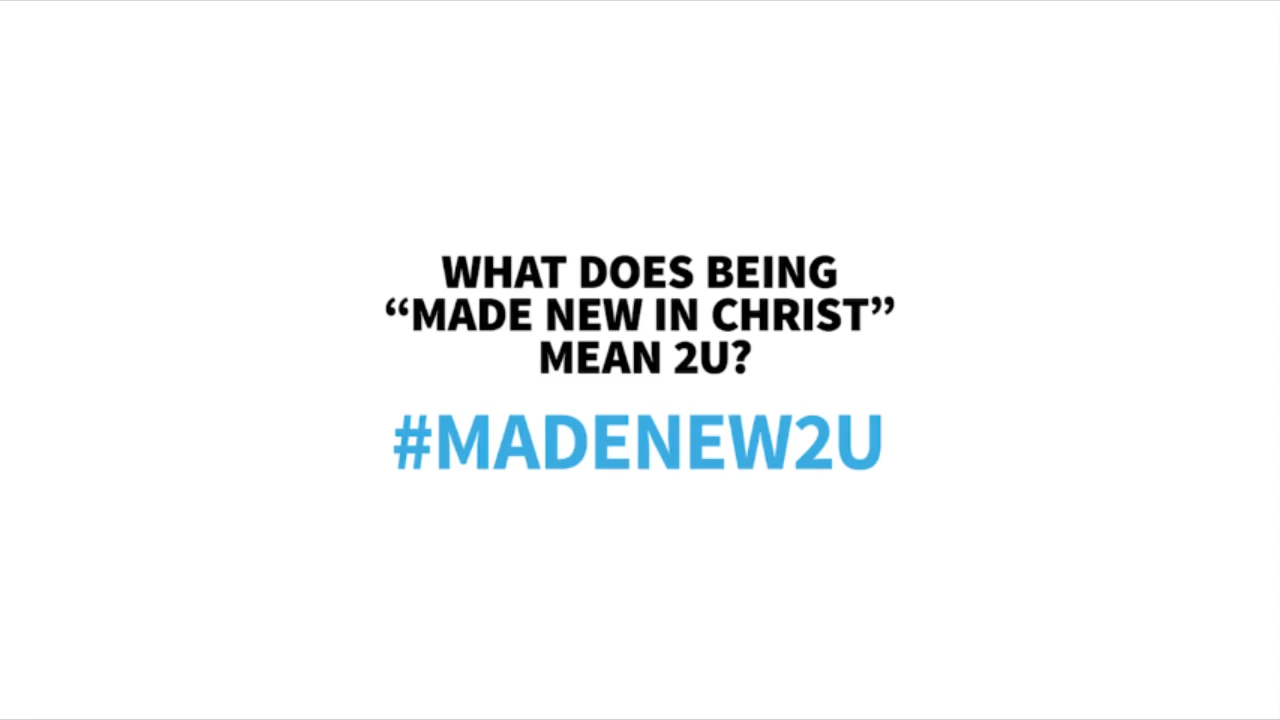 WHAT DOES BEING
“MADE NEW IN CHRIST”
MEAN 2U?
#MADENEW2U